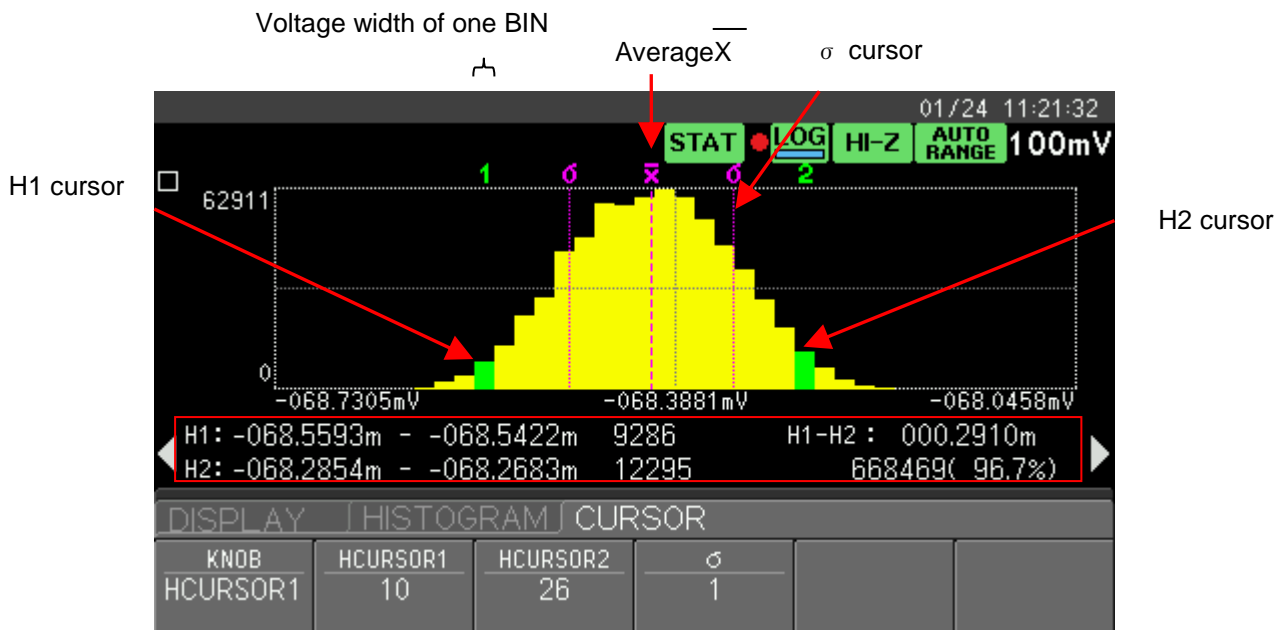 Voltage width of one BIN
AverageX̄
σ cursor
01/24 11:21:32
STAT LOG HI-Z AUTO RANGE 100mV
H1 cursor
1 σ x̄ σ 2
62911
H2 cursor
0
-068.7305mV -068.3881mV -068.0458mV
H1: -068.5593m - -068.5422m 9286 H1-H2 : 000.2910m
H2: -068.2854m - -068.2683m 12295 668469( 96.7%)
DISPLAY HISTOGRAM CURSOR
KNOB HCURSOR1 HCURSOR2 σ
HCURSOR1 10 26 1